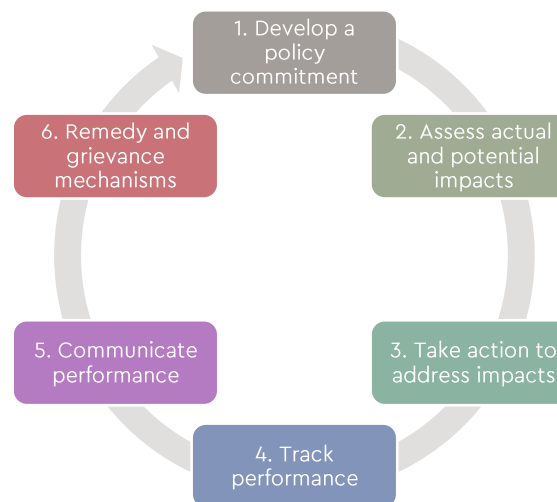 1. Develop a
policy
commitment
2. Assess actual
and potential
impacts
3. Take action to
address impacts
4. Track
performance
5. Communicate
performance
6. Remedy and
grievance
mechanisms